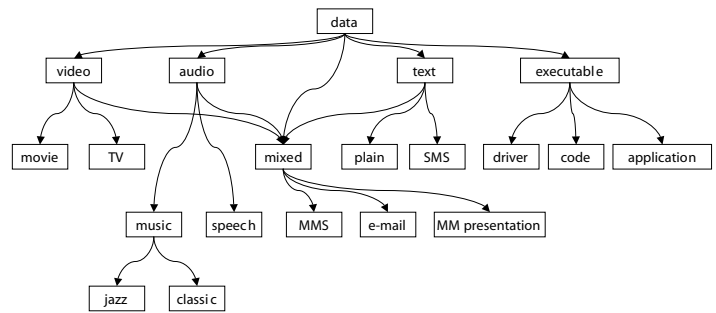 data
video
audio
text
executable
movie
TV
mixed
plain
SMS
driver
code
application
music
speech
MMS
e-mail
MM presentation
jazz
classic